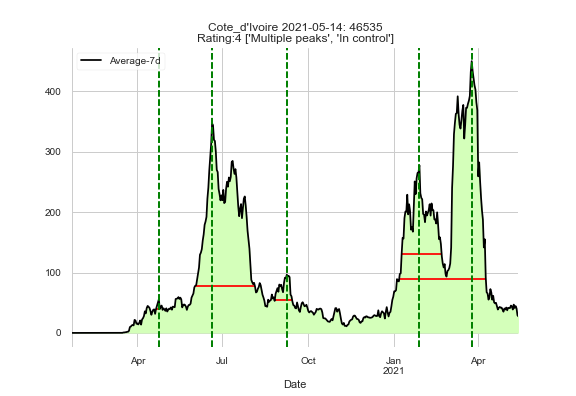 Cote_d'Ivoire 2021-05-14: 46535
Rating:4 ['Multiple peaks', 'In control']
Average-7d
400
300
200
100
0
Apr
Jul
Oct
Jan
2021
Apr
Date